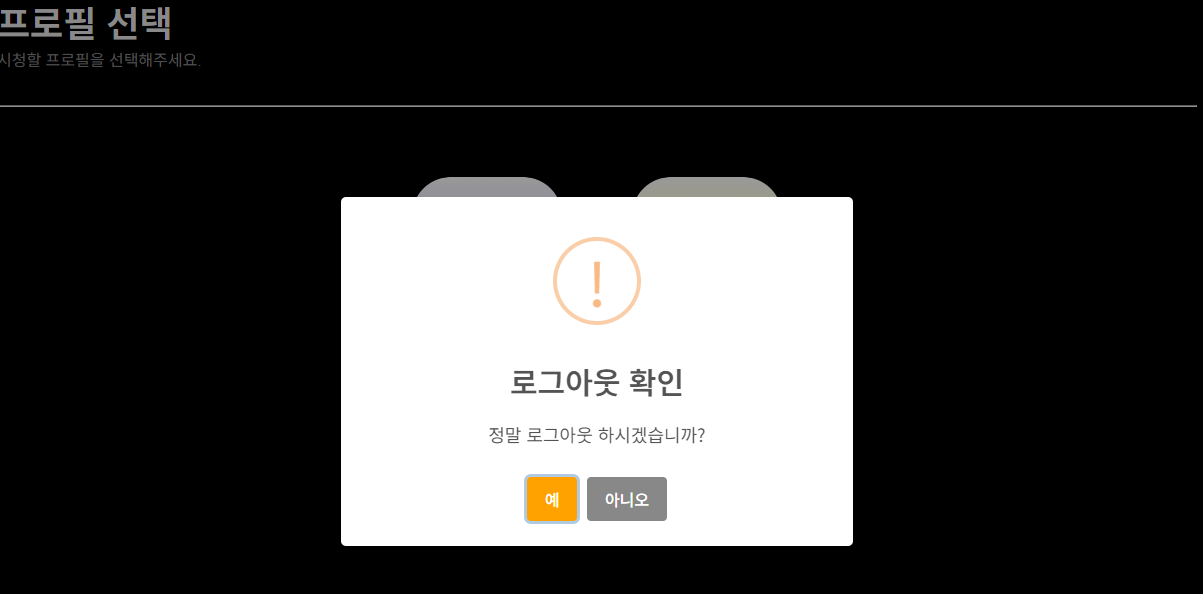 프로필 선택
시청할 프로필을 선택해주세요.
!
로그아웃 확인
정말 로그아웃 하시겠습니까?
예 아니오